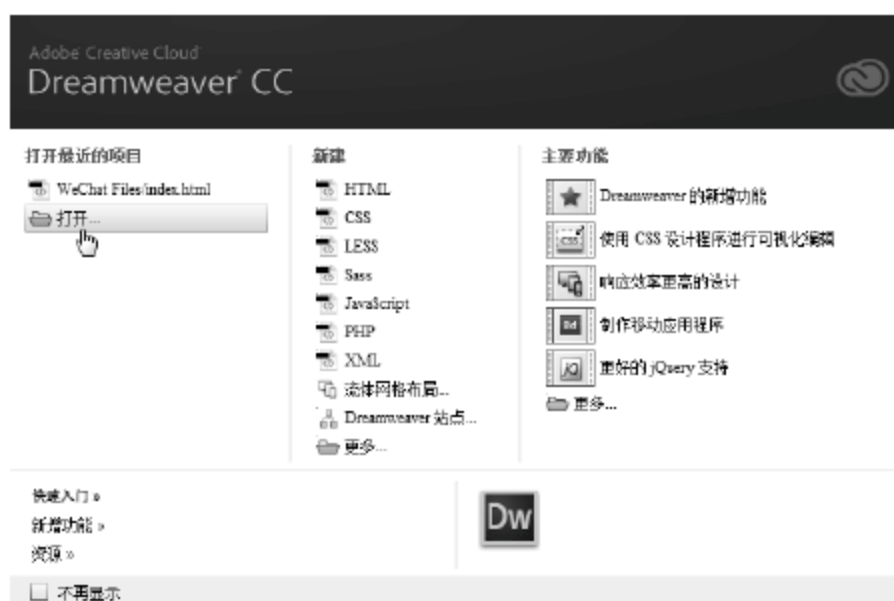 Adobe Creative Cloud
Dreamweaver CC
打开最近的项目
WeChat Files/index.html
打开...
新建
HTML
CSS
LESS
Sass
JavaScript
PHP
XML
流体网格布局...
Dreamweaver 站点...
更多...
主要功能
Dreamweaver 的新增功能
CSS
使用 CSS 设计程序进行可视化编辑
响应效率更高的设计
Bd
制作移动应用程序
jQ
更好的 jQuery 支持
更多...
快速入门 »
新增功能 »
资源 »
Dw
不再显示